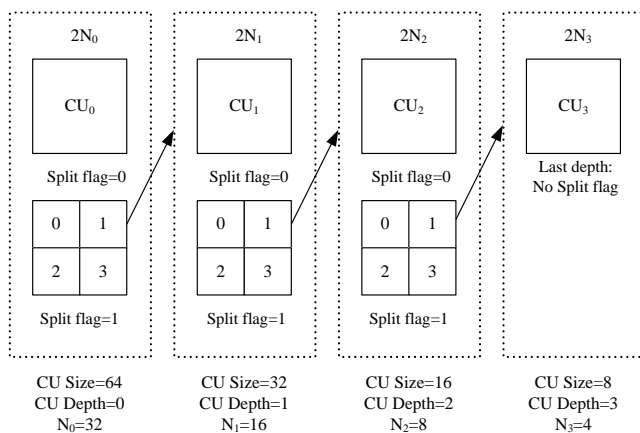 2N₀
CU₀
Split flag=0
0 1
2 3
Split flag=1
CU Size=64
CU Depth=0
N₀=32
2N₁
CU₁
Split flag=0
0 1
2 3
Split flag=1
CU Size=32
CU Depth=1
N₁=16
2N₂
CU₂
Split flag=0
0 1
2 3
Split flag=1
CU Size=16
CU Depth=2
N₂=8
2N₃
CU₃
Last depth:
No Split flag
CU Size=8
CU Depth=3
N₃=4